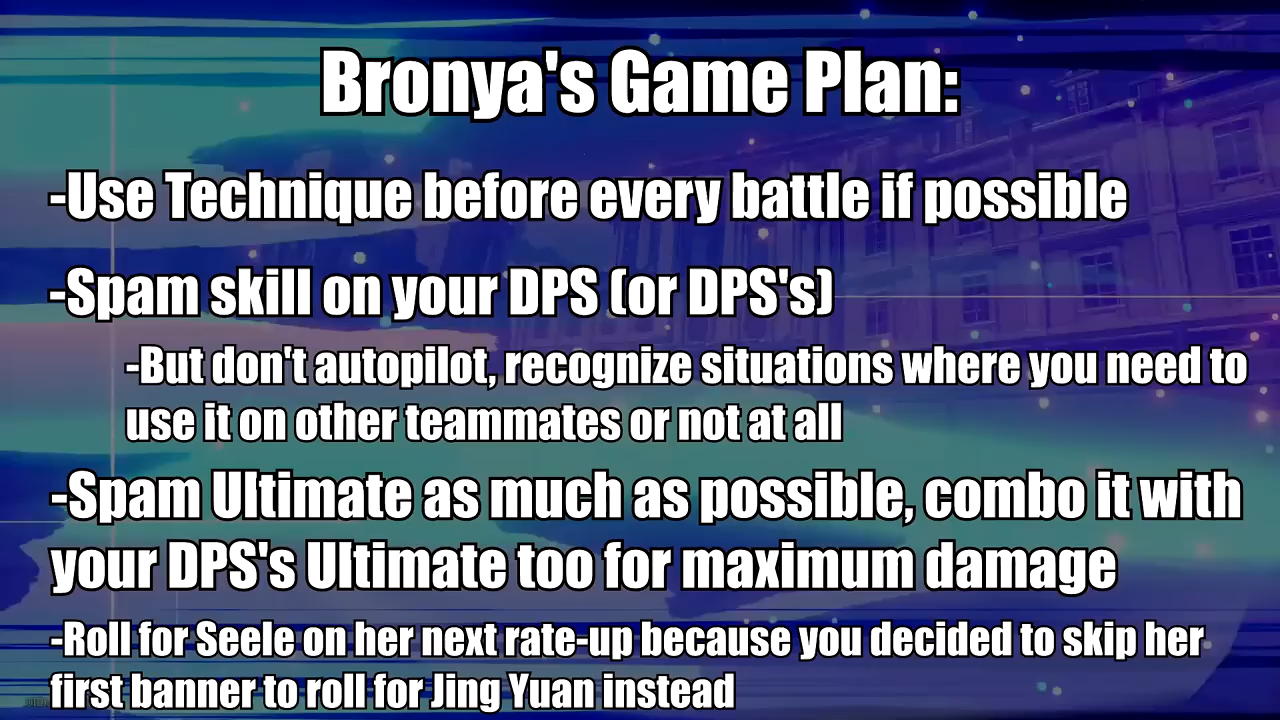 Bronya's Game Plan:
-Use Technique before every battle if possible
-Spam skill on your DPS (or DPS's)
-But don't autopilot, recognize situations where you need to
use it on other teammates or not at all
-Spam Ultimate as much as possible, combo it with
your DPS's Ultimate too for maximum damage
-Roll for Seele on her next rate-up because you decided to skip her
first banner to roll for Jing Yuan instead